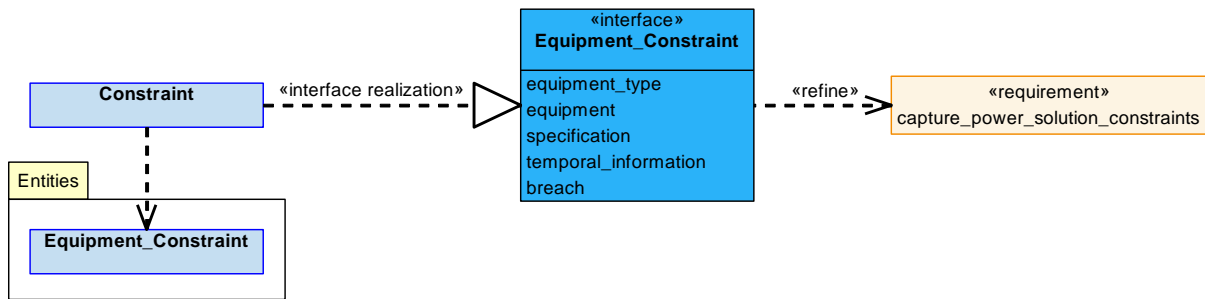 «interface»
Equipment_Constraint
equipment_type
equipment
specification
temporal_information
breach
Constraint
«interface realization»
«refine»
«requirement»
capture_power_solution_constraints
Entities
Equipment_Constraint